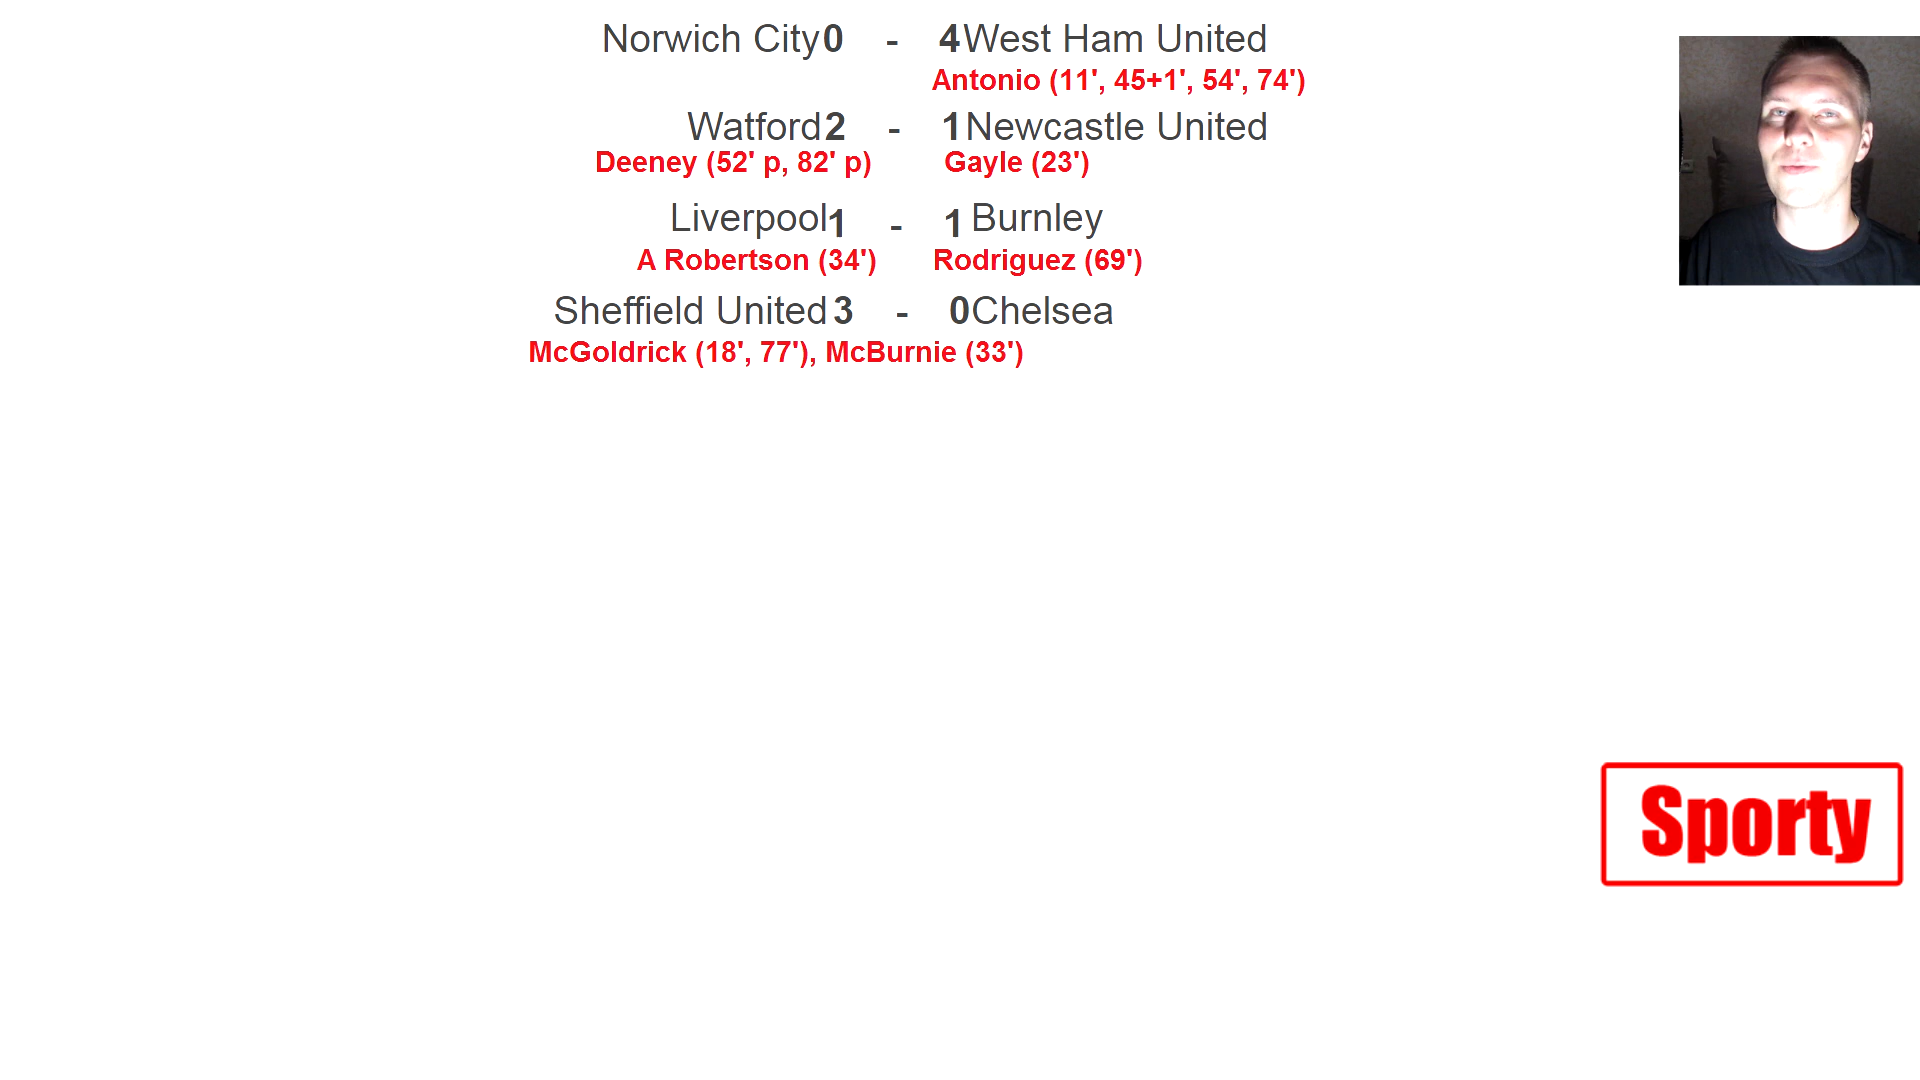 Norwich City 0 - 4 West Ham United
Antonio (11', 45+1', 54', 74')
Watford 2 - 1 Newcastle United
Deeney (52' p, 82' p) Gayle (23')
Liverpool 1 - 1 Burnley
A Robertson (34') Rodriguez (69')
Sheffield United 3 - 0 Chelsea
McGoldrick (18', 77'), McBurnie (33')
Sporty